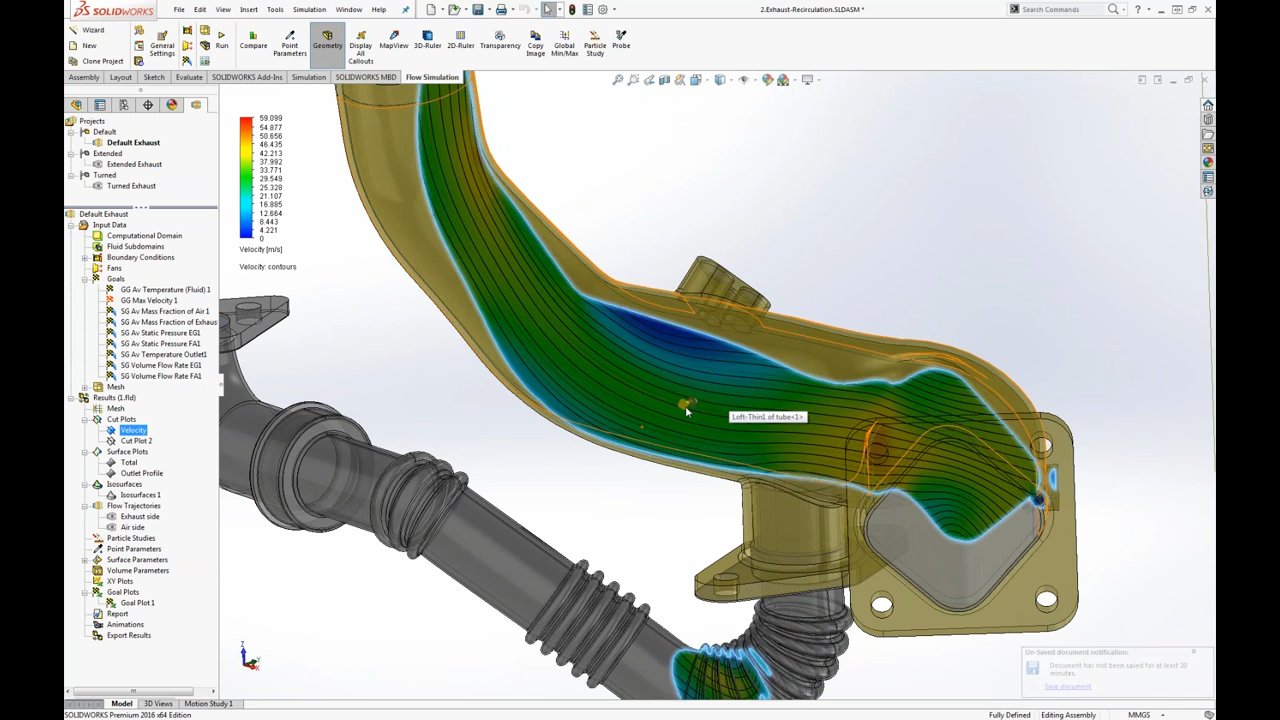 SOLIDWORKS
File Edit View Insert Tools Simulation Window Help
2.Exhaust-Recirculation.SLDASM *
Search Commands
Wizard
New
Clone Project
General Settings
Run
Compare
Point Parameters
Geometry
Display All Callouts
MapView
3D-Ruler
2D-Ruler
Transparency
Copy Image
Global Min/Max
Particle Study
Probe
Assembly Layout Sketch Evaluate SOLIDWORKS Add-Ins Simulation SOLIDWORKS MBD Flow Simulation
Projects
Default
Default Exhaust
Extended
Extended Exhaust
Turned
Turned Exhaust
Default Exhaust
Input Data
Computational Domain
Fluid Subdomains
Boundary Conditions
Fans
Goals
GG Av Temperature (Fluid) 1
GG Max Velocity 1
SG Av Mass Fraction of Air 1
SG Av Mass Fraction of Exhaus
SG Av Static Pressure EG1
SG Av Static Pressure FA1
SG Av Temperature Outlet1
SG Volume Flow Rate EG1
SG Volume Flow Rate FA1
Mesh
Results (1.fld)
Mesh
Cut Plots
Velocity
Cut Plot 2
Surface Plots
Total
Outlet Profile
Isosurfaces
Isosurfaces 1
Flow Trajectories
Exhaust side
Air side
Particle Studies
Point Parameters
Surface Parameters
Volume Parameters
XY Plots
Goal Plots
Goal Plot 1
Report
Animations
Export Results
59.099
54.877
50.656
46.435
42.213
37.992
33.771
29.549
25.328
21.107
16.885
12.664
8.443
4.221
0
Velocity [m/s]
Velocity: contours
Loft-Thin1 of tube<1>
Z
Y
X
Un-Saved document notification:
Document has not been saved for at least 20
minutes.
Save document
Model 3D Views Motion Study 1
SOLIDWORKS Premium 2016 x64 Edition
Fully Defined Editing Assembly MMGS